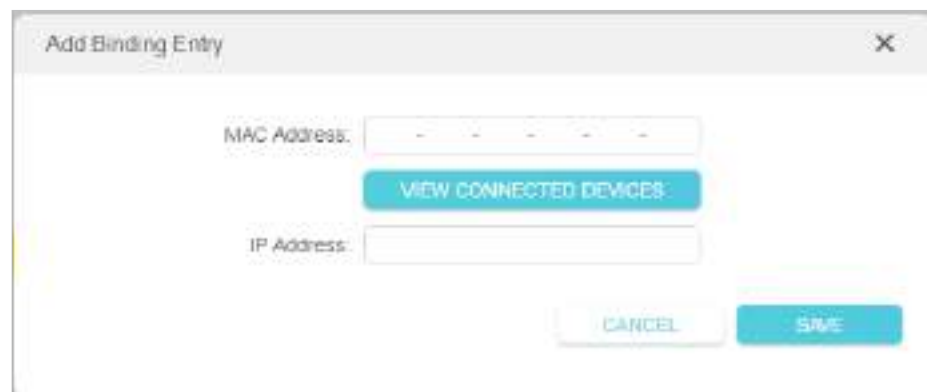 Add Binding Entry
MAC Address: - - - - -
VIEW CONNECTED DEVICES
IP Address:
CANCEL SAVE